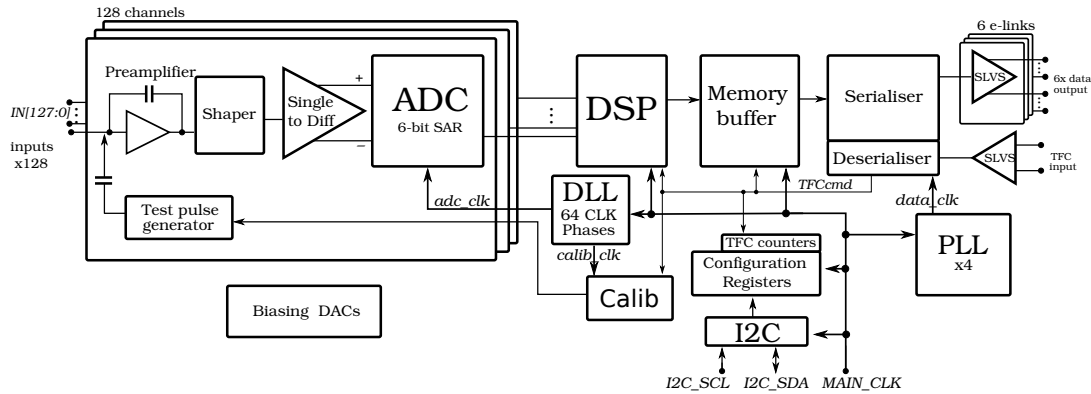 128 channels
6 e-links
Preamplifier
IN[127:0]
inputs
x128
Shaper
Single
to Diff
+
−
ADC
6-bit SAR
DSP
Memory
buffer
Serialiser
Deserialiser
SLVS
6x data
output
SLVS
TFC
input
TFCcmd
data_clk
adc_clk
DLL
64 CLK
Phases
calib_clk
Test pulse
generator
TFC counters
Configuration
Registers
PLL
x4
Calib
Biasing DACs
I2C
I2C_SCL
I2C_SDA
MAIN_CLK